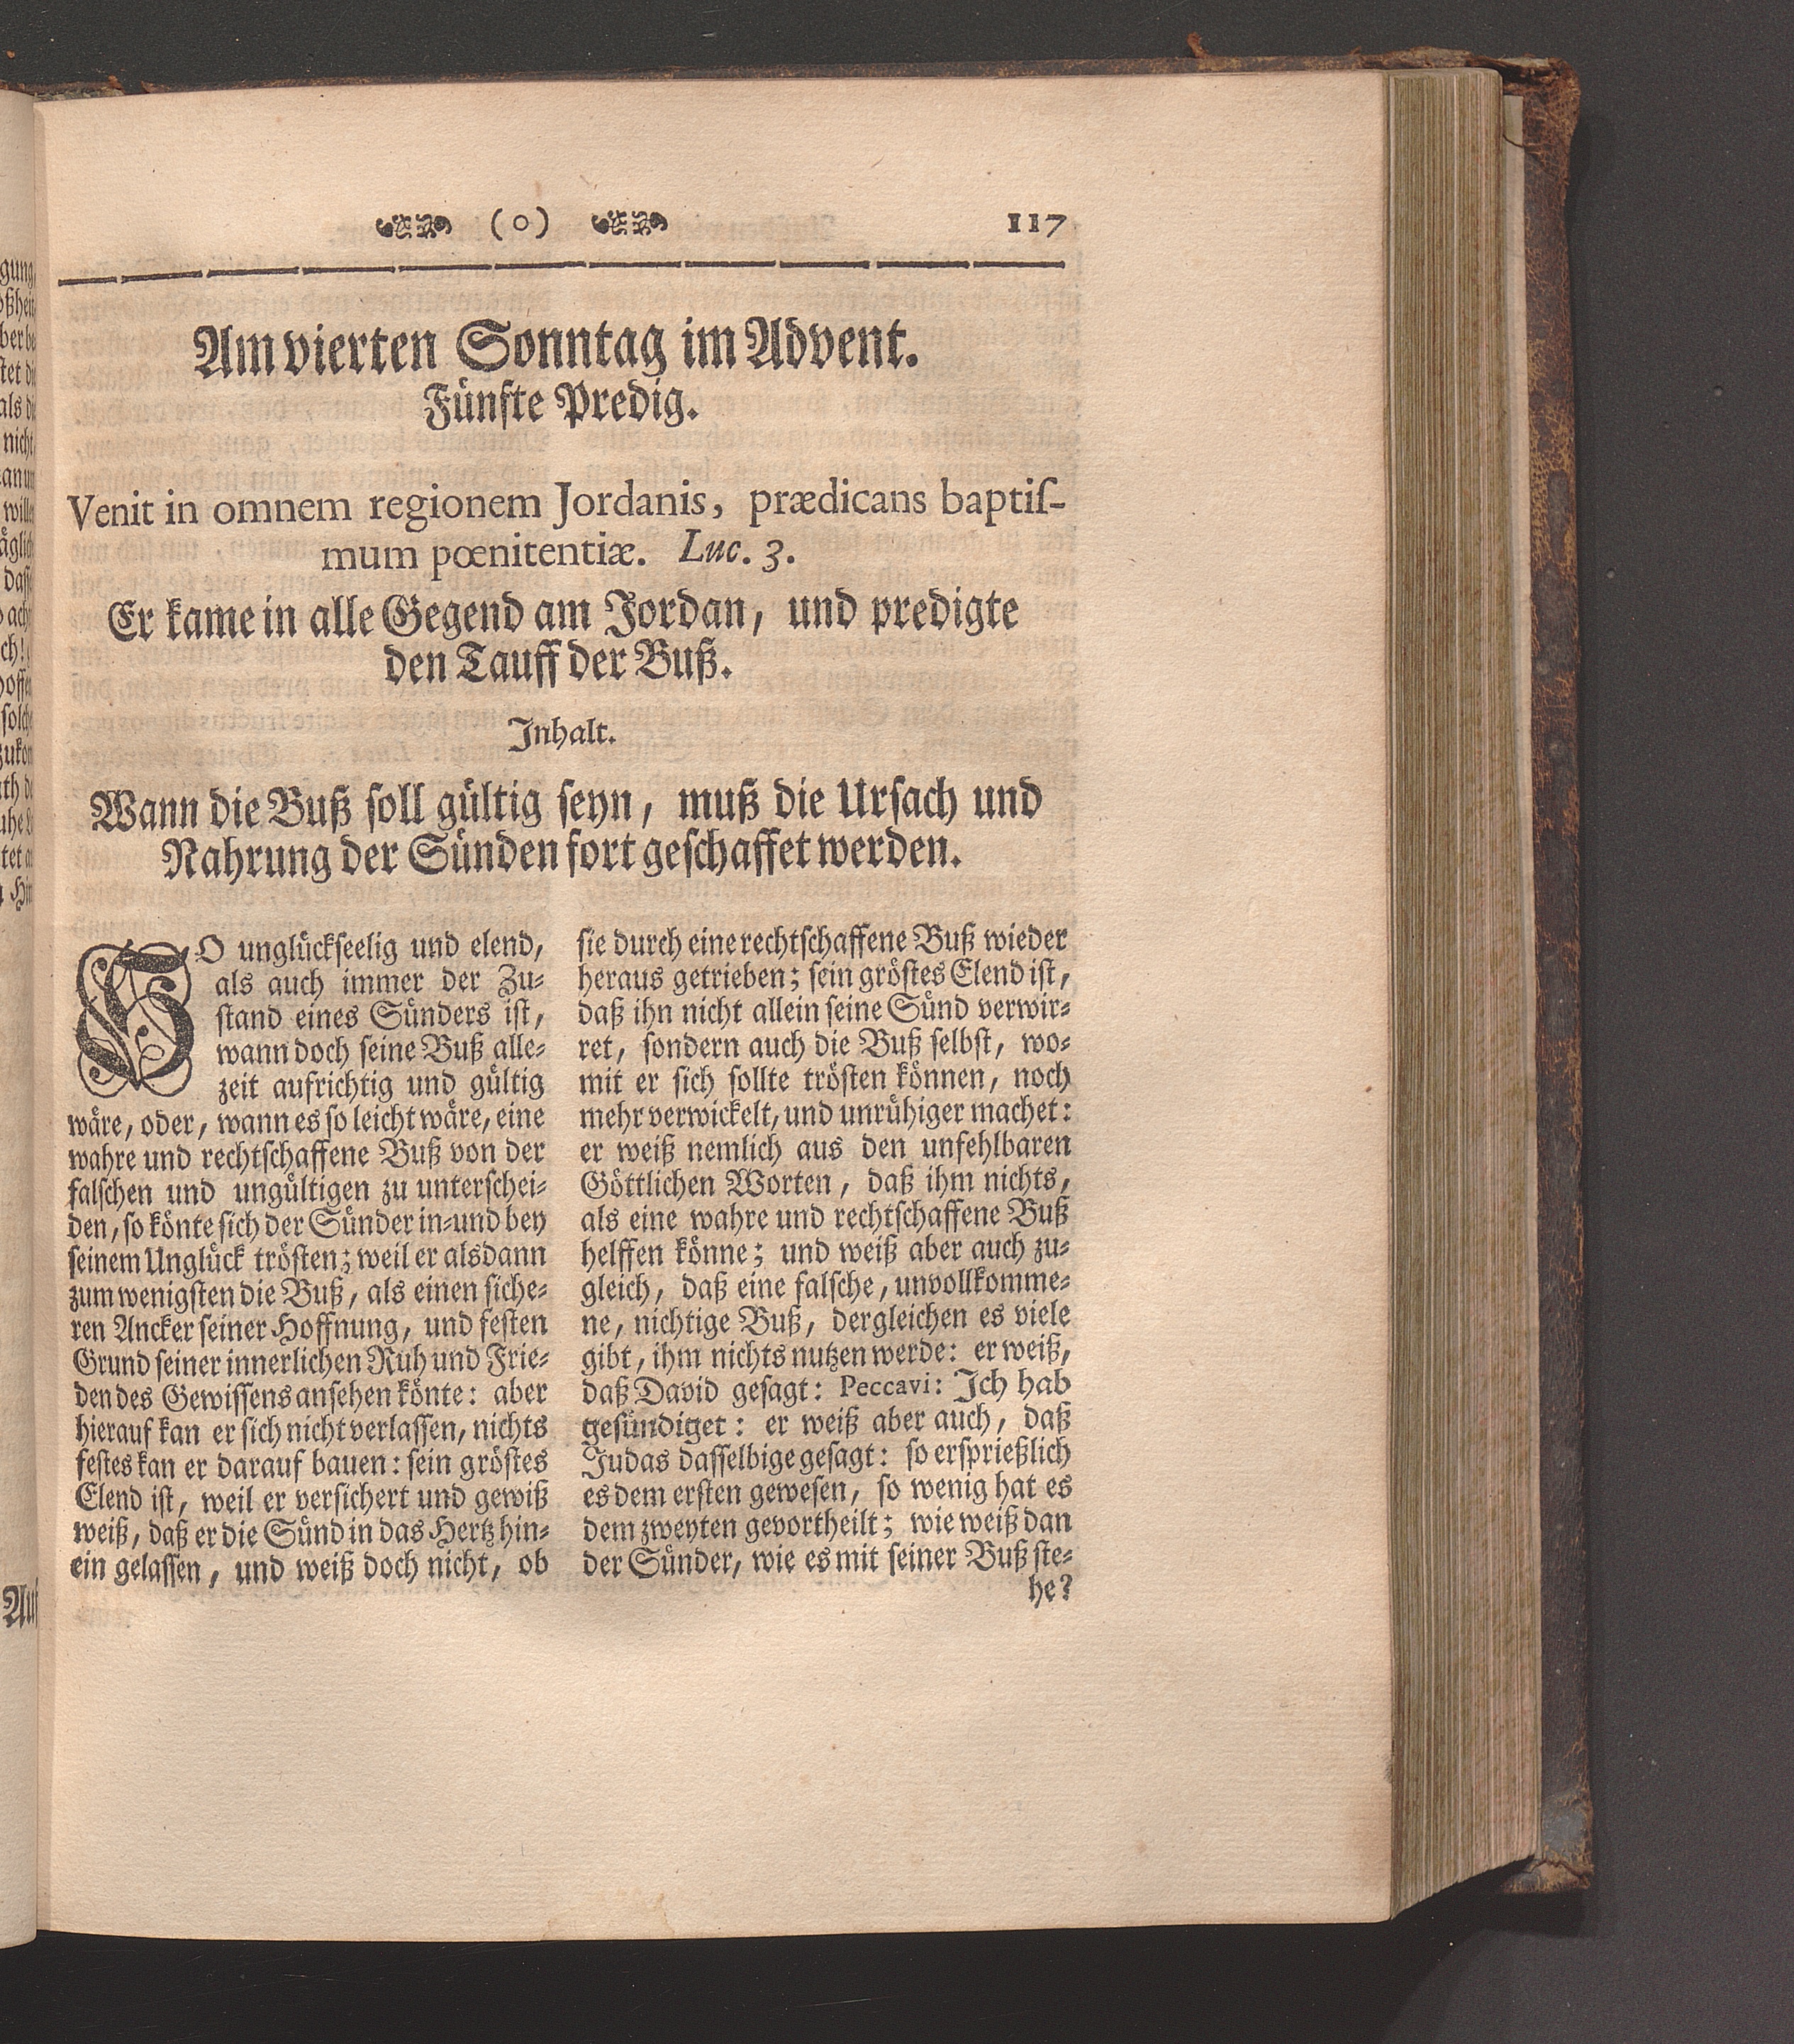 (o) 117
Am vierten Sonntag im Advent.
Fünfte Predig.
Venit in omnem regionem Jordanis, prædicans baptiſ-
mum pœnitentiæ. Luc. 3.
Er kame in alle Gegend am Jordan, und predigte
den Tauff der Buß.
Inhalt.
Wann die Buß soll gültig seyn, muß die Ursach und
Nahrung der Sünden fort geschaffet werden.
SO unglückseelig und elend,
als auch immer der Zu-
stand eines Sünders ist,
wann doch seine Buß alle-
zeit aufrichtig und gültig
wäre, oder, wann es so leicht wäre, eine
wahre und rechtschaffene Buß von der
falschen und ungültigen zu unterschei-
den, so könte sich der Sünder in- und bey
seinem Unglück trösten; weil er alsdann
zum wenigsten die Buß, als einen siche-
ren Ancker seiner Hoffnung, und festen
Grund seiner innerlichen Ruh und Frie-
den des Gewissens ansehen könte: aber
hierauf kan er sich nicht verlassen, nichts
festes kan er darauf bauen: sein gröstes
Elend ist, weil er versichert und gewiß
weiß, daß er die Sünd in das Hertz hin-
ein gelassen, und weiß doch nicht, ob
sie durch eine rechtschaffene Buß wieder
heraus getrieben; sein gröstes Elend ist,
daß ihn nicht allein seine Sünd verwir-
ret, sondern auch die Buß selbst, wo-
mit er sich sollte trösten können, noch
mehr verwickelt, und unrühiger machet:
er weiß nemlich aus den unfehlbaren
Göttlichen Worten, daß ihm nichts,
als eine wahre und rechtschaffene Buß
helffen könne; und weiß aber auch zu-
gleich, daß eine falsche, unvollkomme-
ne, nichtige Buß, dergleichen es viele
gibt, ihm nichts nutzen werde: er weiß,
daß David gesagt: Peccavi: Ich hab
gesündiget: er weiß aber auch, daß
Judas dasselbige gesagt: so ersprießlich
es dem ersten gewesen, so wenig hat es
dem zweyten gevortheilt; wie weiß dan
der Sünder, wie es mit seiner Buß ste-
he?